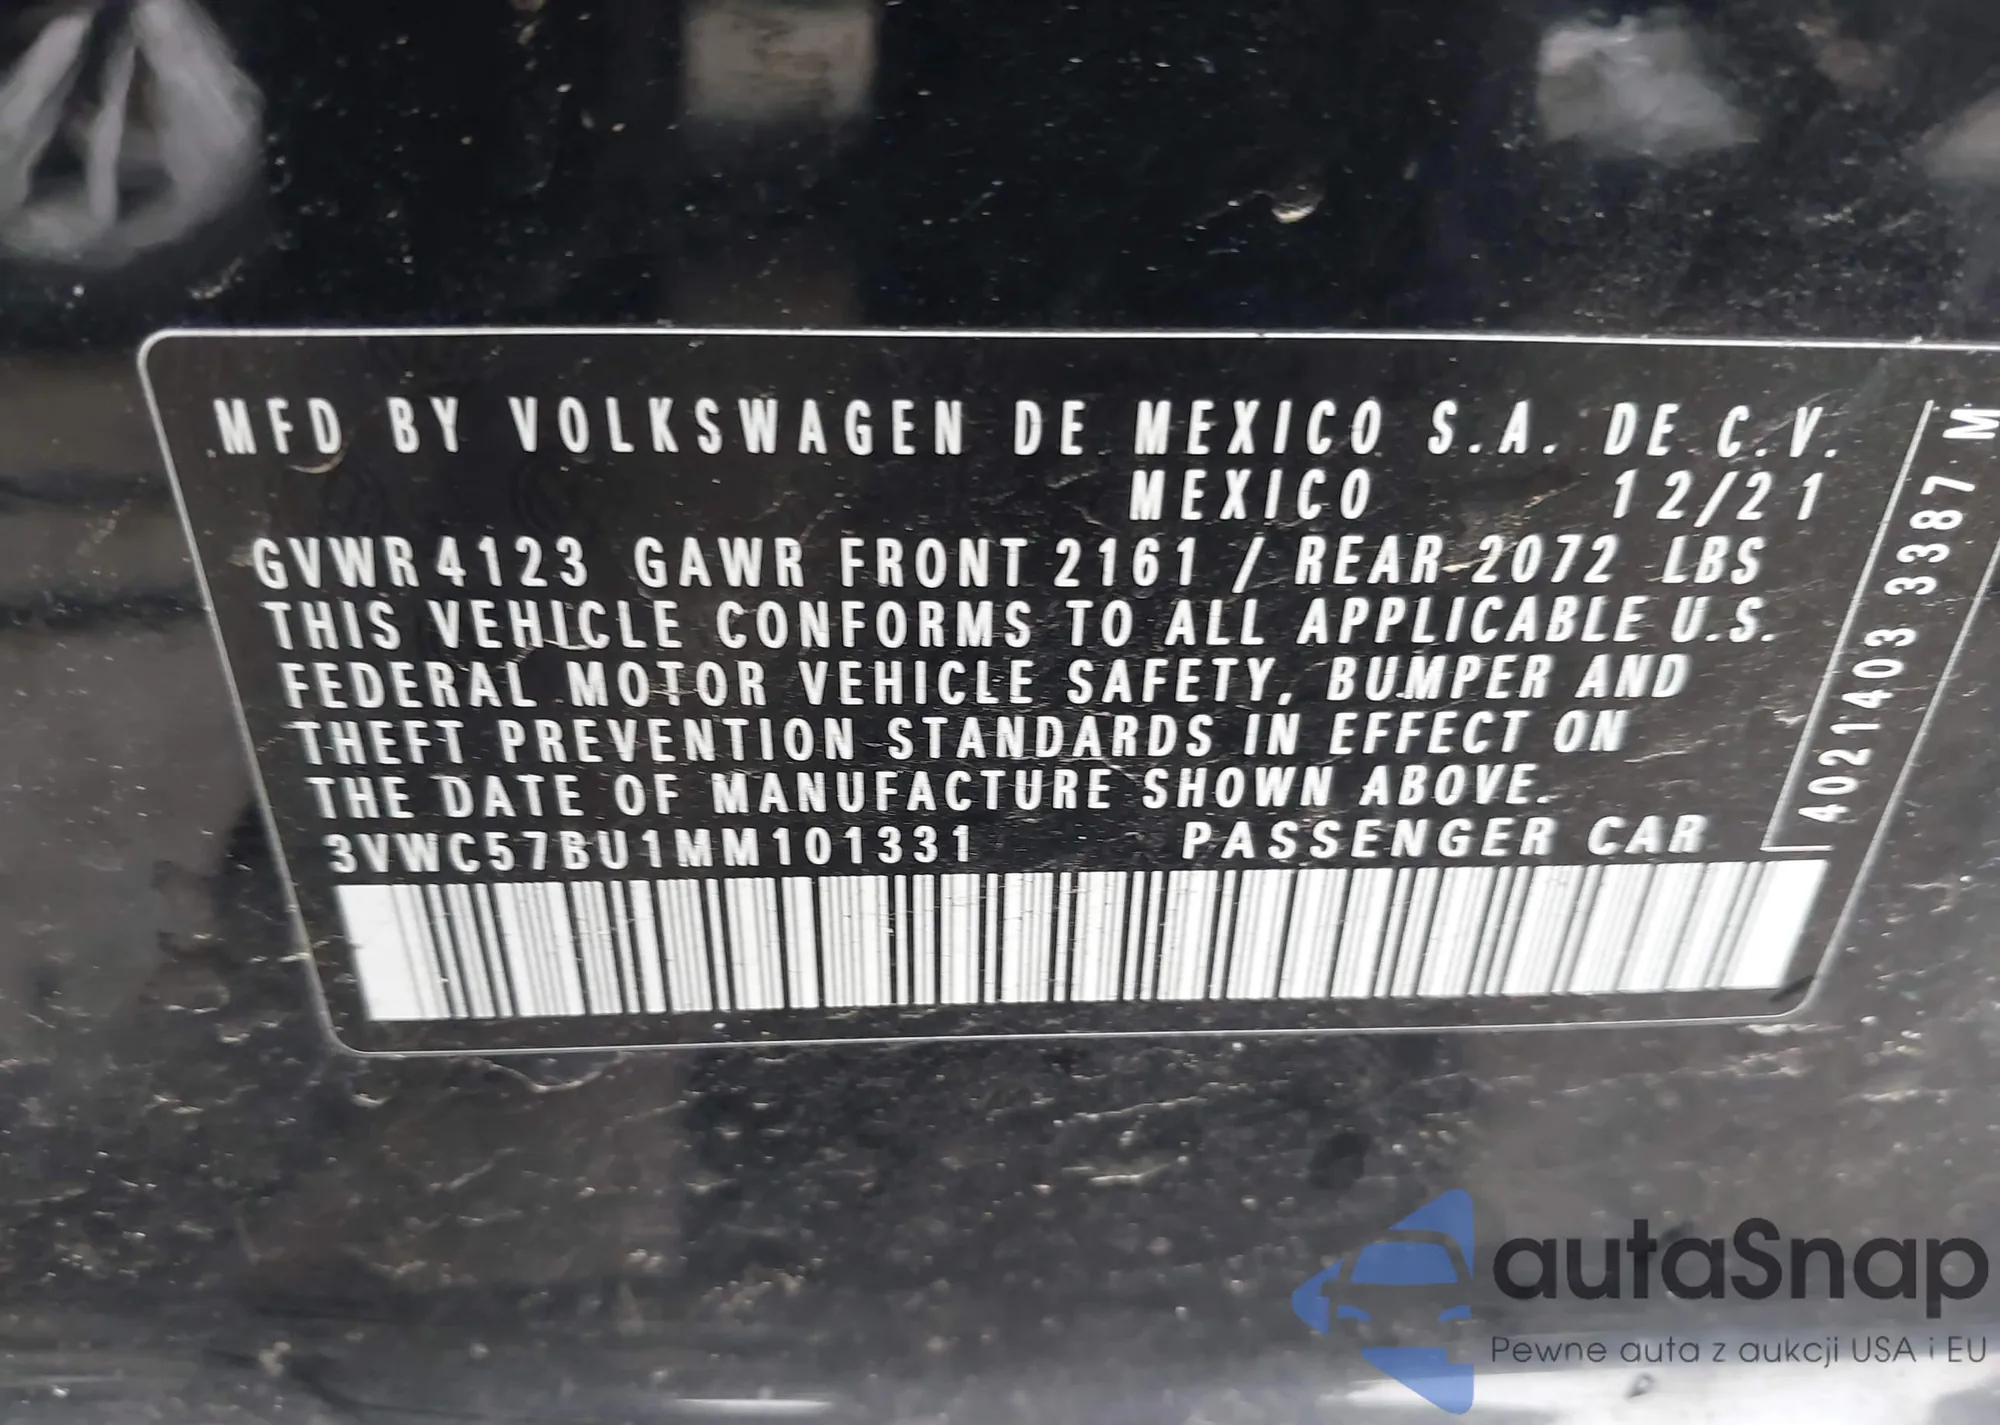 MFD BY VOLKSWAGEN DE MEXICO S.A. DE C.V.
MEXICO 12/21
GVWR 4123 GAWR FRONT 2161 / REAR 2072 LBS
THIS VEHICLE CONFORMS TO ALL APPLICABLE U.S.
FEDERAL MOTOR VEHICLE SAFETY, BUMPER AND
THEFT PREVENTION STANDARDS IN EFFECT ON
THE DATE OF MANUFACTURE SHOWN ABOVE.
3VWC57BU1MM101331 PASSENGER CAR
4021403 3387 M
autaSnap
Pewne auta z aukcji USA i EU